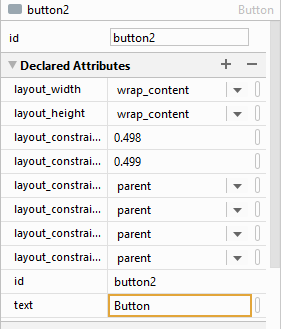 button2 Button
id button2
Declared Attributes
layout_width wrap_content
layout_height wrap_content
layout_constrai... 0.498
layout_constrai... 0.499
layout_constrai... parent
layout_constrai... parent
layout_constrai... parent
layout_constrai... parent
id button2
text Button